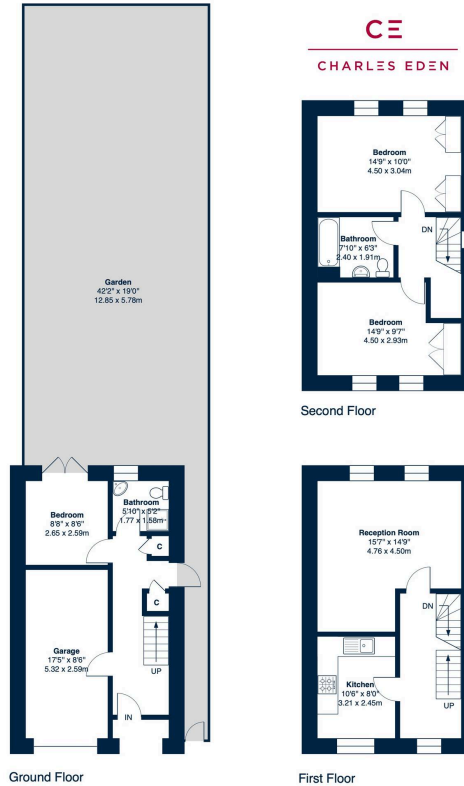 CE
CHARLES EDEN
Bedroom
14'9" x 10'0"
4.50 x 3.04m
DN
Bathroom
7'10" x 6'3"
2.40 x 1.91m
Bedroom
14'9" x 9'7"
4.50 x 2.93m
Second Floor
Garden
42'2" x 19'0"
12.85 x 5.78m
Bedroom
8'8" x 8'6"
2.65 x 2.59m
Bathroom
5'10" x 5'2"
1.77 x 1.58m
C
C
Garage
17'5" x 8'6"
5.32 x 2.59m
UP
IN
Ground Floor
Reception Room
15'7" x 14'9"
4.76 x 4.50m
DN
Kitchen
10'6" x 8'0"
3.21 x 2.45m
UP
First Floor